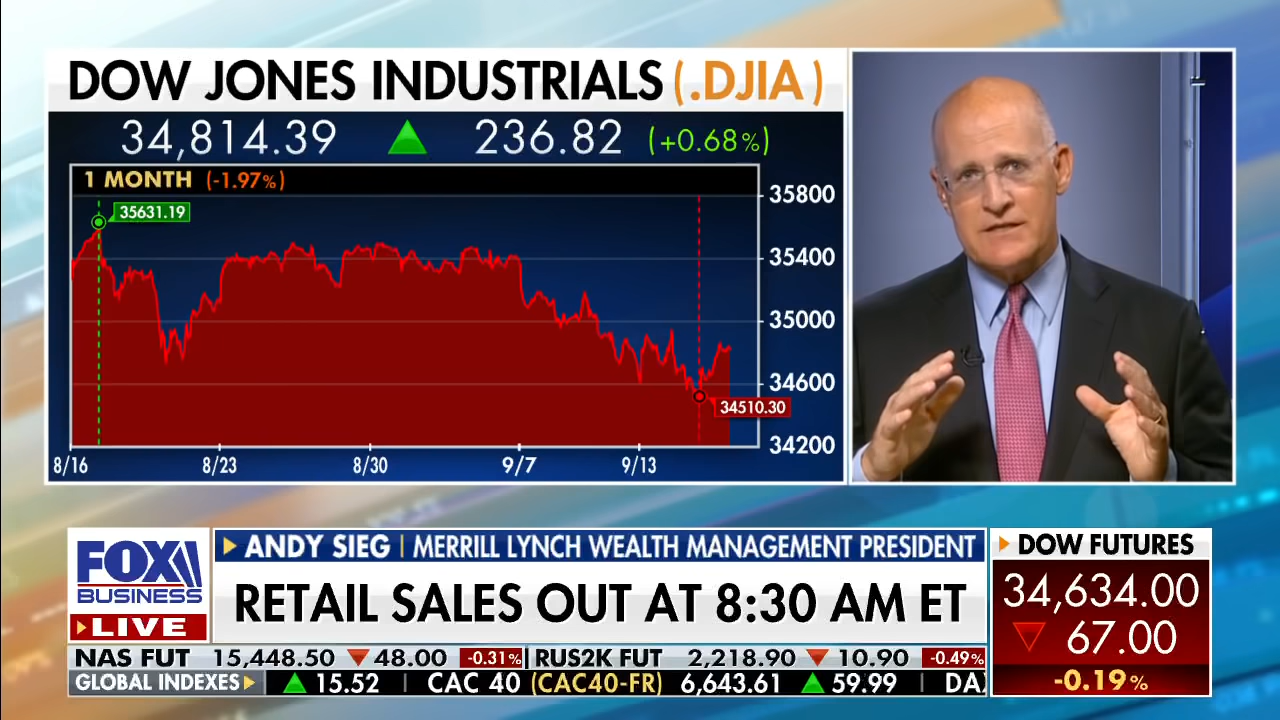 DOW JONES INDUSTRIALS (.DJIA)
34,814.39 ▲ 236.82 (+0.68%)
1 MONTH (-1.97%)
35631.19
35800
35400
35000
34600
34510.30
34200
8/16 8/23 8/30 9/7 9/13
FOX BUSINESS
LIVE
ANDY SIEG | MERRILL LYNCH WEALTH MANAGEMENT PRESIDENT
RETAIL SALES OUT AT 8:30 AM ET
DOW FUTURES
34,634.00
▼ 67.00
-0.19%
NAS FUT 15,448.50 ▼ 48.00 -0.31% RUS2K FUT 2,218.90 ▼ 10.90 -0.49%
GLOBAL INDEXES ▲ 15.52 | CAC 40 (CAC40-FR) 6,643.61 ▲ 59.99 | DAX